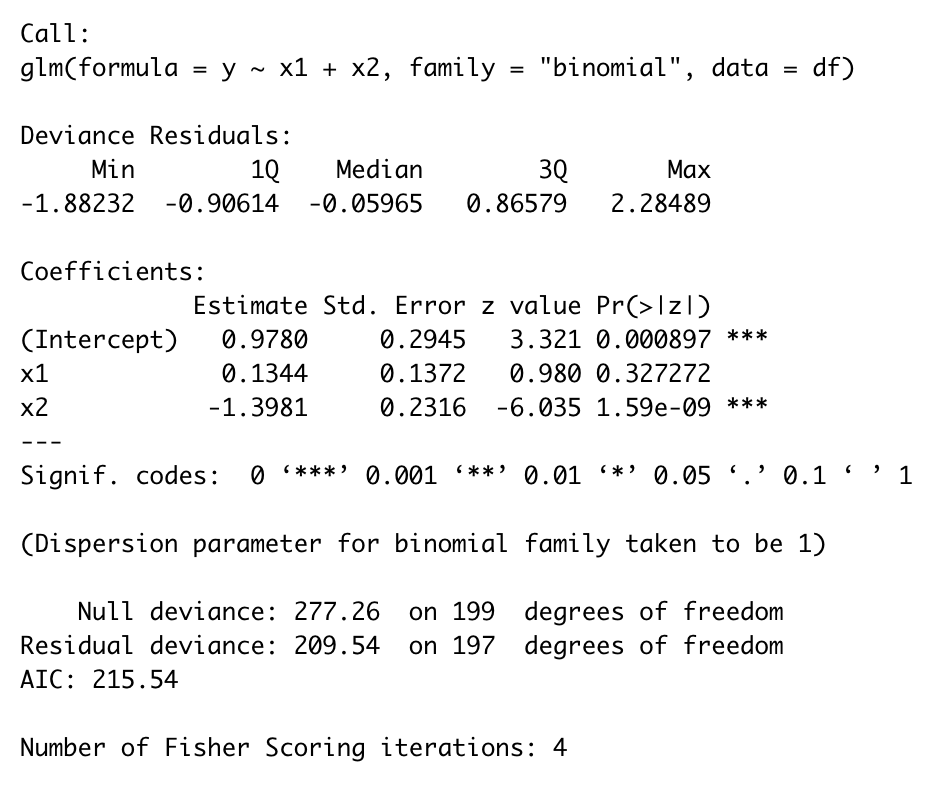 Call:
glm(formula = y ~ x1 + x2, family = "binomial", data = df)
Deviance Residuals:
     Min        1Q    Median        3Q       Max
-1.88232  -0.90614  -0.05965   0.86579   2.28489
Coefficients:
            Estimate Std. Error z value Pr(>|z|)
(Intercept)   0.9780     0.2945   3.321 0.000897 ***
x1            0.1344     0.1372   0.980 0.327272
x2           -1.3981     0.2316  -6.035 1.59e-09 ***
---
Signif. codes:  0 ‘***’ 0.001 ‘**’ 0.01 ‘*’ 0.05 ‘.’ 0.1 ‘ ’ 1
(Dispersion parameter for binomial family taken to be 1)
    Null deviance: 277.26  on 199  degrees of freedom
Residual deviance: 209.54  on 197  degrees of freedom
AIC: 215.54
Number of Fisher Scoring iterations: 4